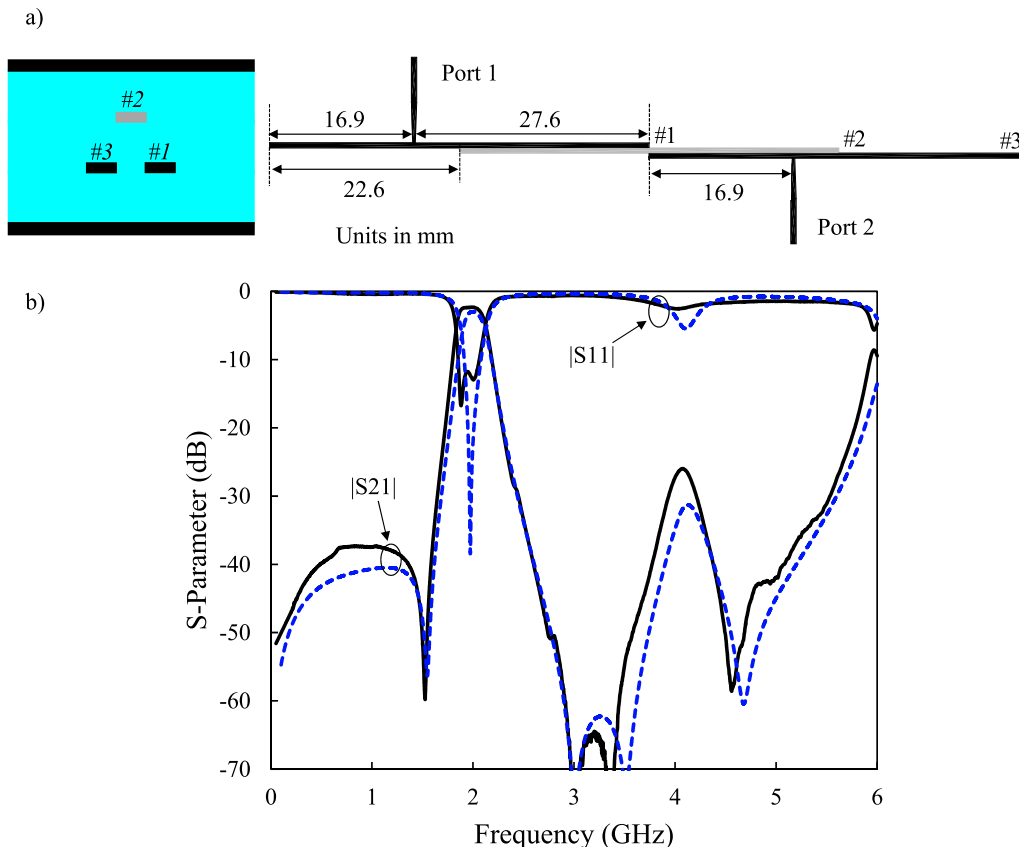 a)
#2
#3 #1
Port 1
16.9 27.6
#1 #2 #3
22.6 16.9
Units in mm
Port 2
b)
0
-10
-20
-30
-40
-50
-60
-70
S-Parameter (dB)
|S11|
|S21|
0 1 2 3 4 5 6
Frequency (GHz)